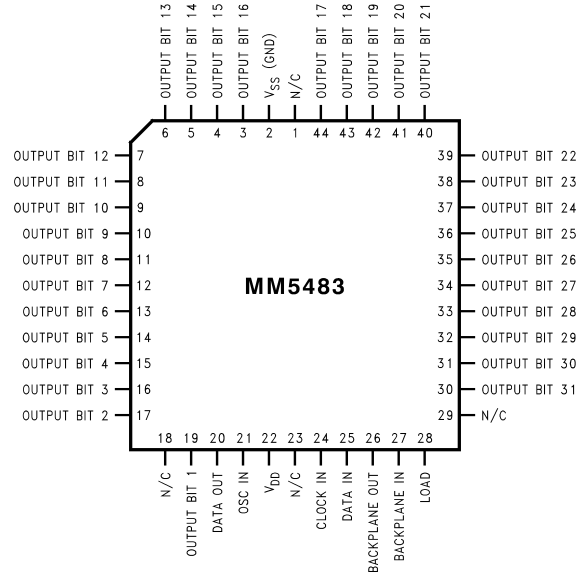 OUTPUT BIT 13
OUTPUT BIT 14
OUTPUT BIT 15
OUTPUT BIT 16
VSS (GND)
N/C
OUTPUT BIT 17
OUTPUT BIT 18
OUTPUT BIT 19
OUTPUT BIT 20
OUTPUT BIT 21
6 5 4 3 2 1 44 43 42 41 40
OUTPUT BIT 12 7
OUTPUT BIT 11 8
OUTPUT BIT 10 9
OUTPUT BIT 9 10
OUTPUT BIT 8 11
OUTPUT BIT 7 12
OUTPUT BIT 6 13
OUTPUT BIT 5 14
OUTPUT BIT 4 15
OUTPUT BIT 3 16
OUTPUT BIT 2 17
MM5483
39 OUTPUT BIT 22
38 OUTPUT BIT 23
37 OUTPUT BIT 24
36 OUTPUT BIT 25
35 OUTPUT BIT 26
34 OUTPUT BIT 27
33 OUTPUT BIT 28
32 OUTPUT BIT 29
31 OUTPUT BIT 30
30 OUTPUT BIT 31
29 N/C
18 19 20 21 22 23 24 25 26 27 28
N/C
OUTPUT BIT 1
DATA OUT
OSC IN
VDD
N/C
CLOCK IN
DATA IN
BACKPLANE OUT
BACKPLANE IN
LOAD